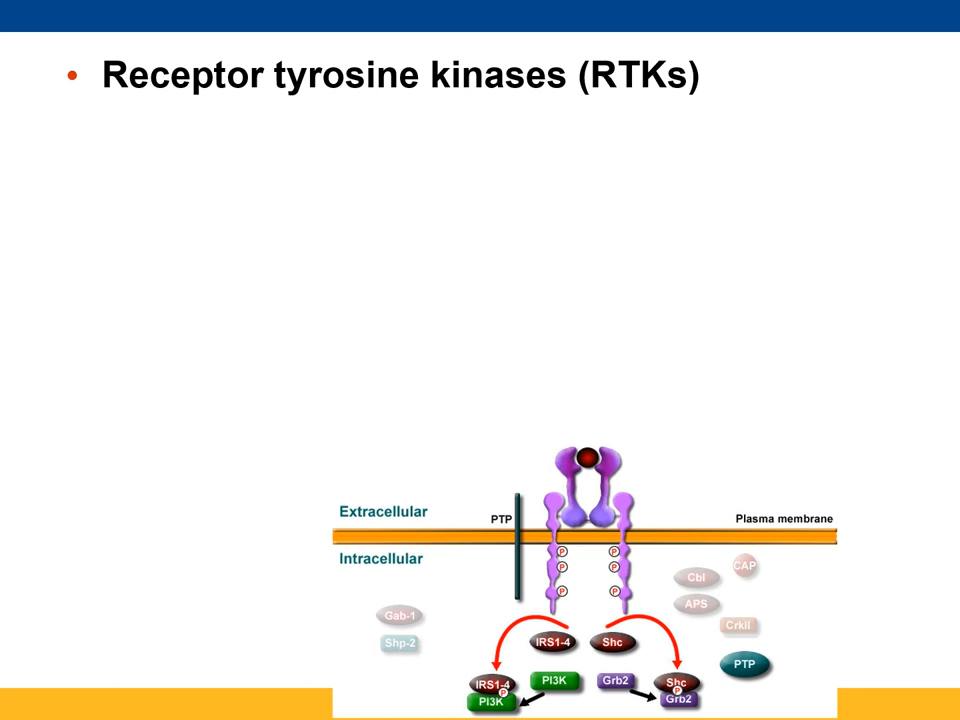 • Receptor tyrosine kinases (RTKs)
Extracellular
PTP
Plasma membrane
Intracellular
P P
P P
P P
CAP
Cbl
APS
Gab-1
CrkII
Shp-2
IRS1-4 Shc
PTP
PI3K Grb2
IRS1-4
P
PI3K
Shc
P
Grb2